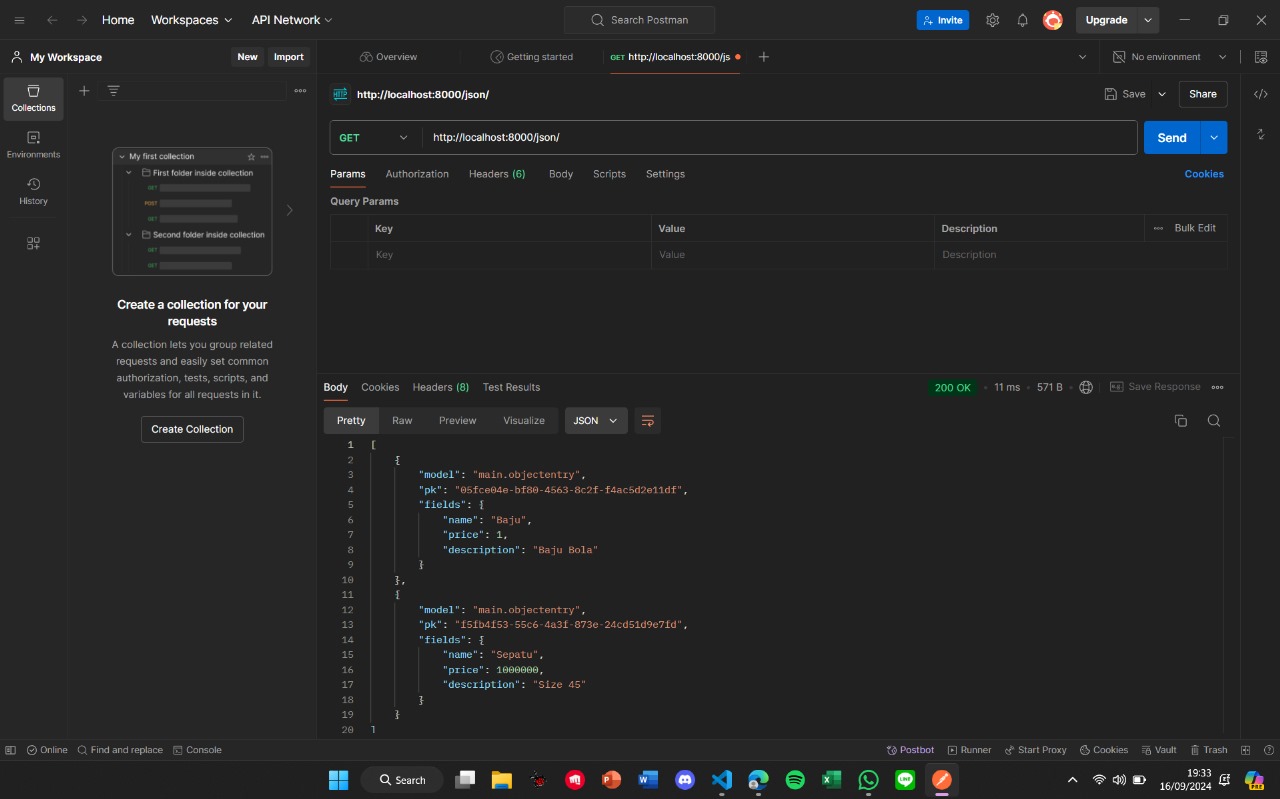 Home Workspaces API Network Search Postman Invite Upgrade
My Workspace New Import Overview Getting started GET http://localhost:8000/js No environment
Collections
Environments
History
My first collection
First folder inside collection
GET
POST
GET
Second folder inside collection
GET
GET
Create a collection for your
requests
A collection lets you group related
requests and easily set common
authorization, tests, scripts, and
variables for all requests in it.
Create Collection
HTTP http://localhost:8000/json/ Save Share
GET http://localhost:8000/json/ Send
Params Authorization Headers (6) Body Scripts Settings Cookies
Query Params
Key Value Description Bulk Edit
Key Value Description
Body Cookies Headers (8) Test Results 200 OK 11 ms 571 B Save Response
Pretty Raw Preview Visualize JSON
1 [
2 {
3 "model": "main.objectentry",
4 "pk": "05fce04e-bf80-4563-8c2f-f4ac5d2e11df",
5 "fields": {
6 "name": "Baju",
7 "price": 1,
8 "description": "Baju Bola"
9 }
10 },
11 {
12 "model": "main.objectentry",
13 "pk": "f5fb4f53-55c6-4a3f-873e-24cd51d9e7fd",
14 "fields": {
15 "name": "Sepatu",
16 "price": 1000000,
17 "description": "Size 45"
18 }
19 }
20 ]
Online Find and replace Console Postbot Runner Start Proxy Cookies Vault Trash
Search 19:33
16/09/2024